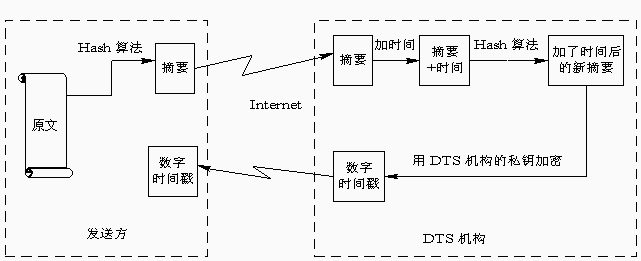 Hash 算法
原文
摘要
Internet
摘要
加时间
摘要
+时间
Hash 算法
加了时间后
的新摘要
用 DTS 机构的私钥加密
数字
时间戳
数字
时间戳
发送方
DTS 机构